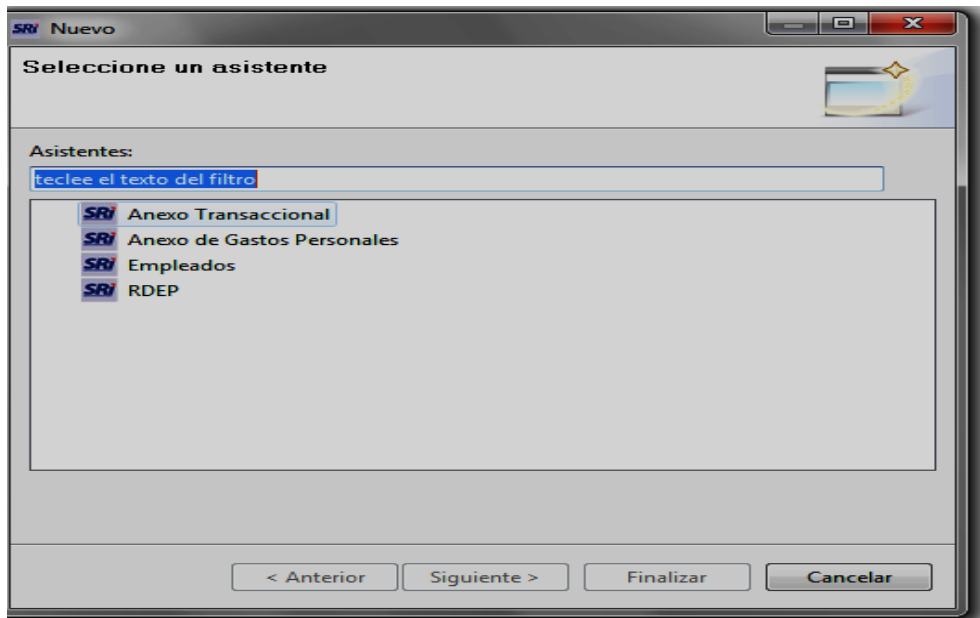 SRi Nuevo
Seleccione un asistente
Asistentes:
teclee el texto del filtro
SRi Anexo Transaccional
SRi Anexo de Gastos Personales
SRi Empleados
SRi RDEP
< Anterior Siguiente > Finalizar Cancelar